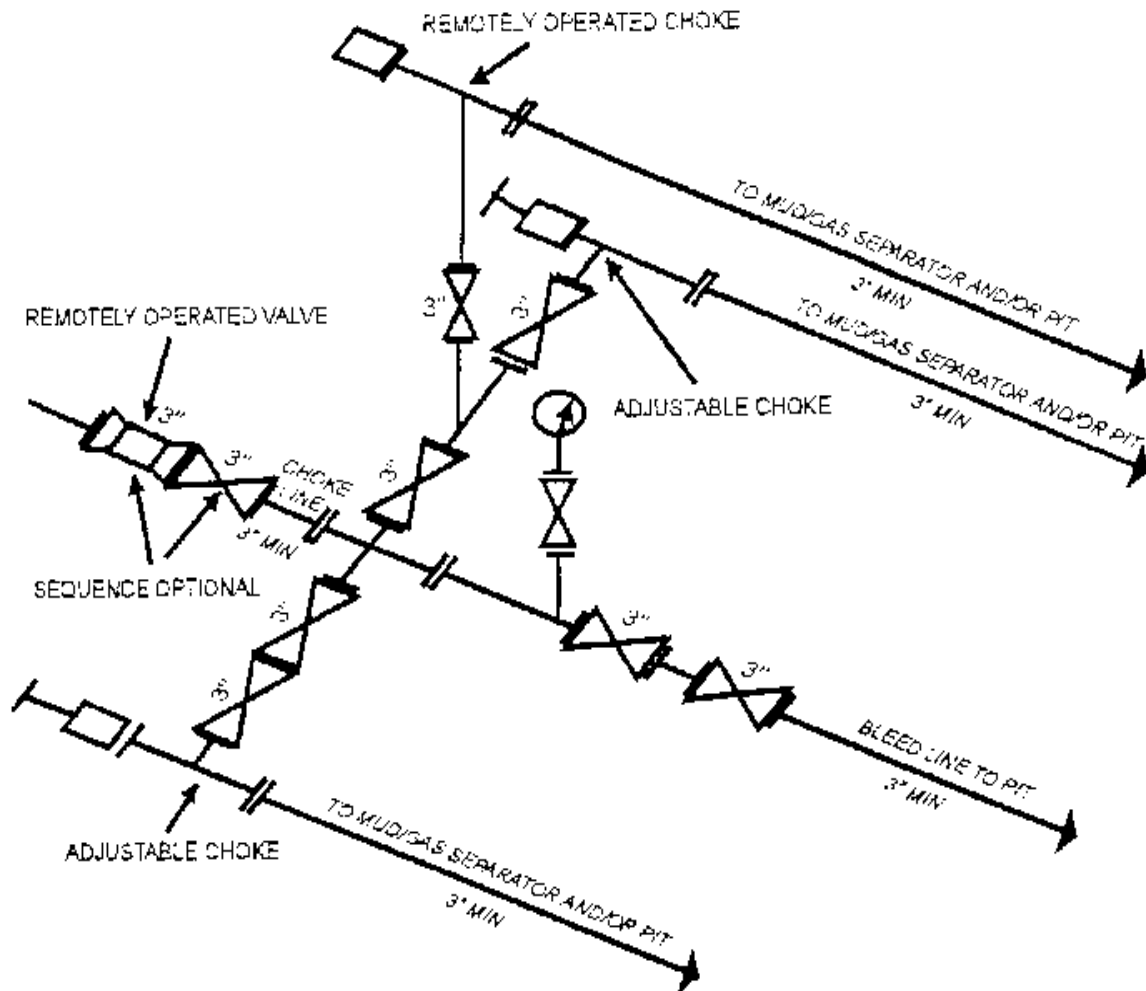 REMOTELY OPERATED CHOKE
TO MUD/GAS SEPARATOR AND/OR PIT
3" MIN
TO MUD/GAS SEPARATOR AND/OR PIT
3" MIN
3"
3"
REMOTELY OPERATED VALVE
ADJUSTABLE CHOKE
3"
3"
CHOKE
LINE
3"
3" MIN
SEQUENCE OPTIONAL
3"
3"
3"
3"
BLEED LINE TO PIT
3" MIN
ADJUSTABLE CHOKE
TO MUD/GAS SEPARATOR AND/OR PIT
3" MIN